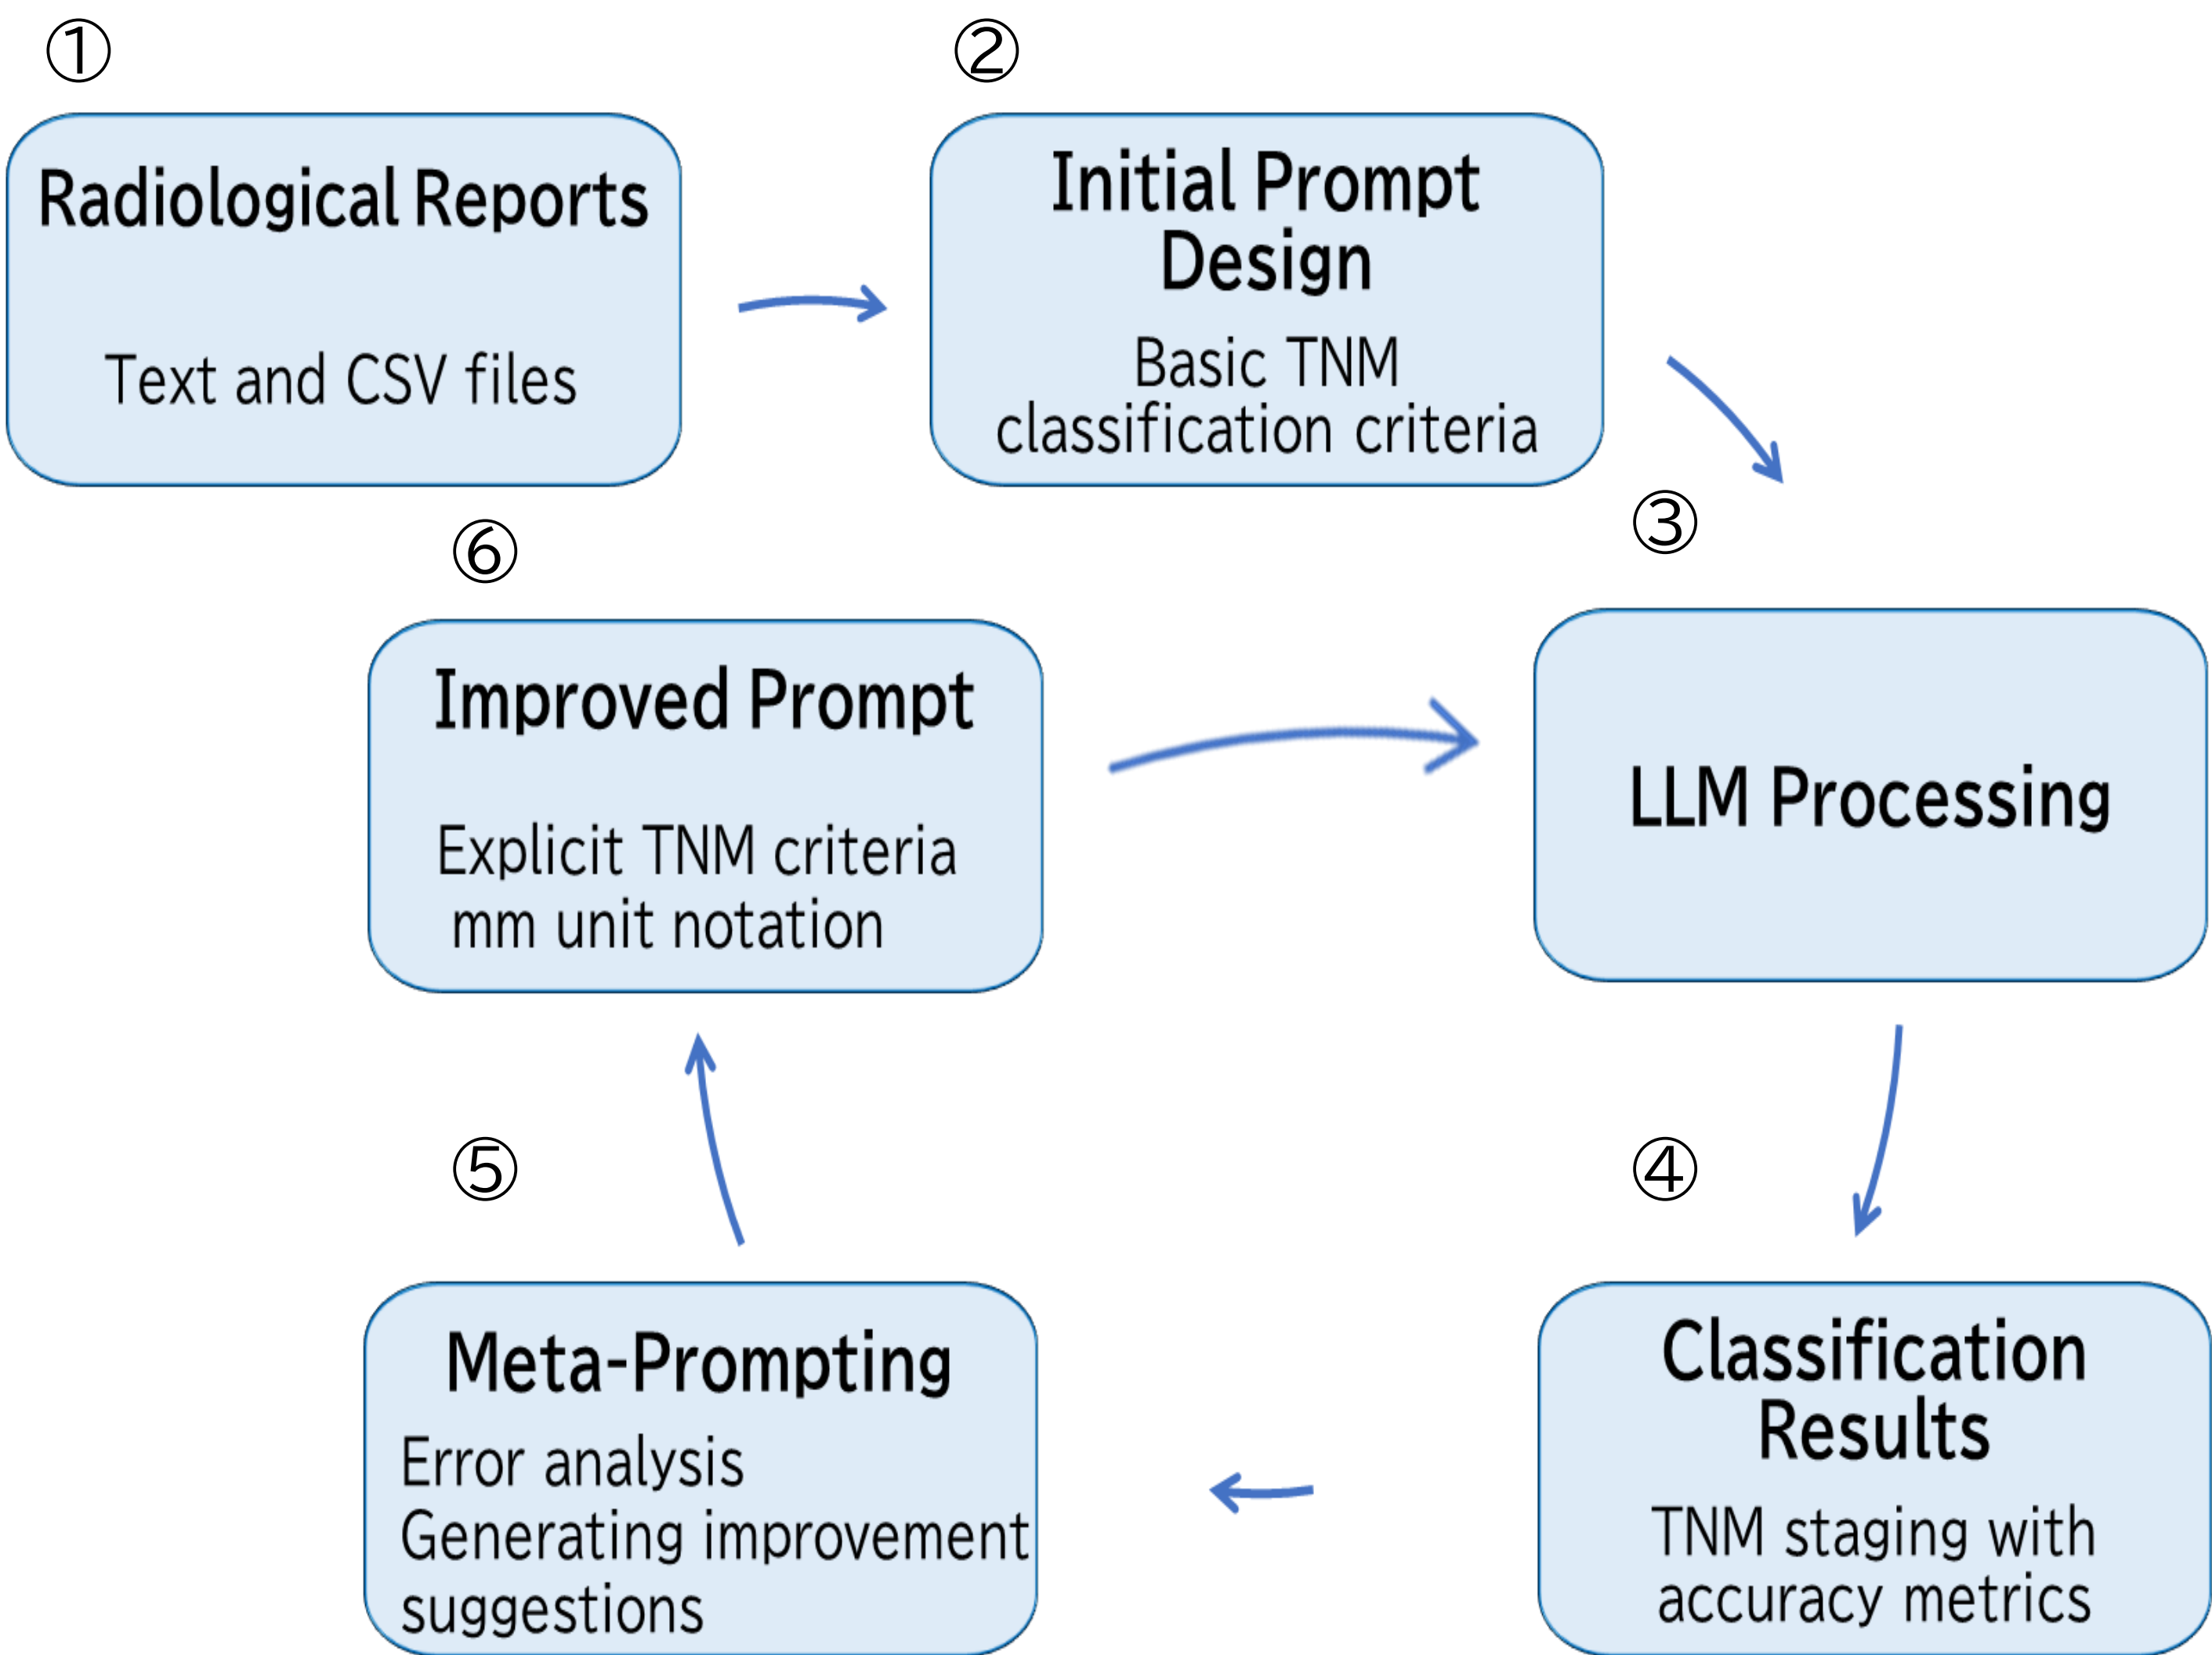 ①
Radiological Reports
Text and CSV files
②
Initial Prompt
Design
Basic TNM
classification criteria
③
LLM Processing
④
Classification
Results
TNM staging with
accuracy metrics
⑤
Meta-Prompting
Error analysis
Generating improvement
suggestions
⑥
Improved Prompt
Explicit TNM criteria
mm unit notation